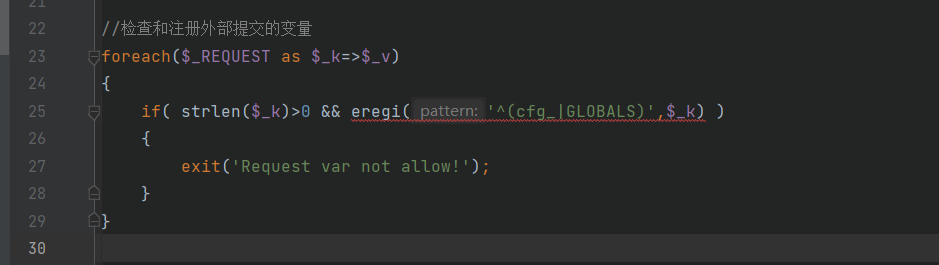 21
22 //检查和注册外部提交的变量
23 foreach($_REQUEST as $_k=>$_v)
24 {
25     if( strlen($_k)>0 && eregi( pattern: '^(cfg_|GLOBALS)',$_k) )
26     {
27         exit('Request var not allow!');
28     }
29 }
30